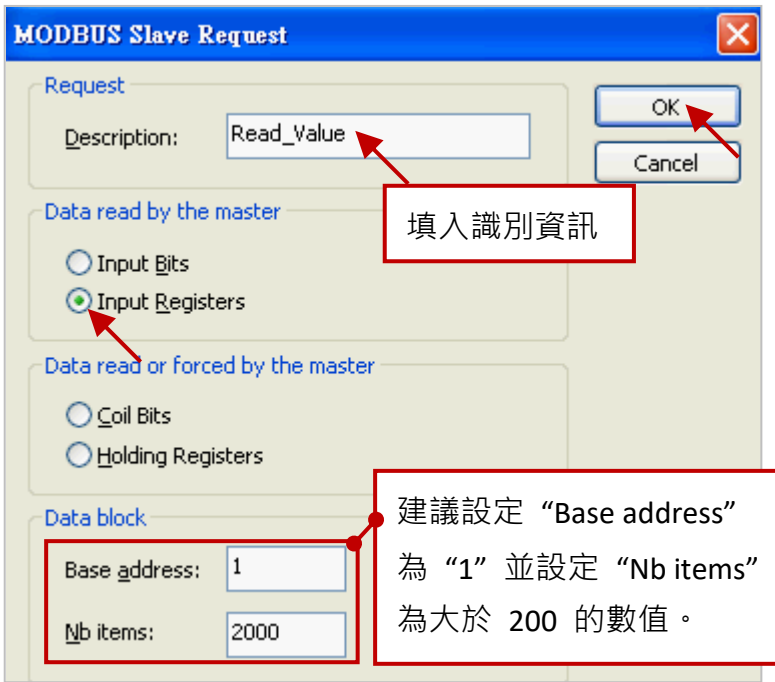 MODBUS Slave Request
Request
OK
Description:
Read_Value
Cancel
填入識別資訊
Data read by the master
Input Bits
Input Registers
Data read or forced by the master
Coil Bits
Holding Registers
Data block
Base address:
1
Nb items:
2000
建議設定 “Base address”
為 “1” 並設定 “Nb items”
為大於 200 的數值。